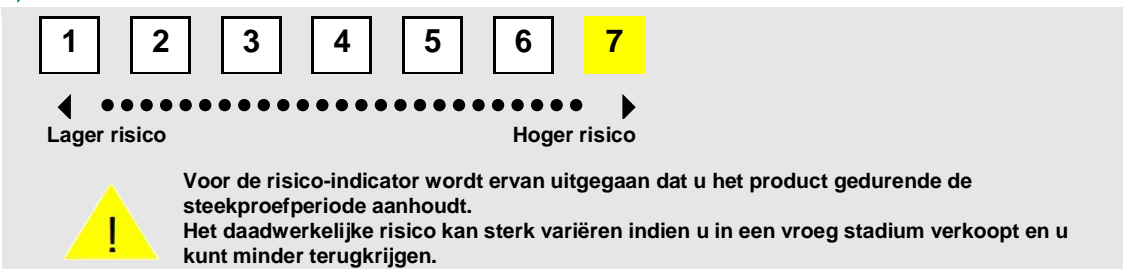 1 2 3 4 5 6 7
Lager risico Hoger risico
!
Voor de risico-indicator wordt ervan uitgegaan dat u het product gedurende de
steekproefperiode aanhoudt.
Het daadwerkelijke risico kan sterk variëren indien u in een vroeg stadium verkoopt en u
kunt minder terugkrijgen.